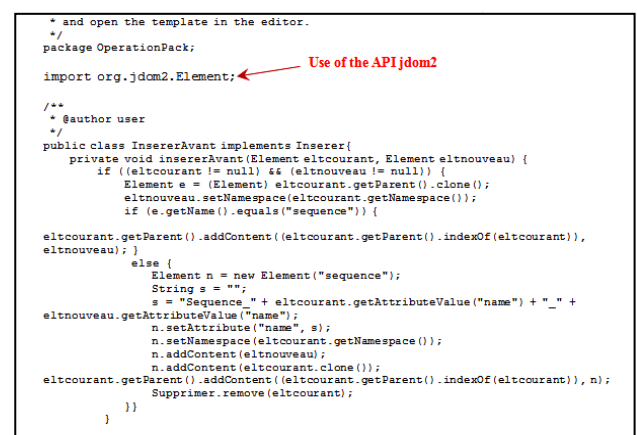 * and open the template in the editor.
 */
package OperationPack;
Use of the API jdom2
import org.jdom2.Element;
/**
 * @author user
 */
public class InsererAvant implements Inserer{
    private void insererAvant(Element eltcourant, Element eltnouveau) {
        if ((eltcourant != null) && (eltnouveau != null)) {
            Element e = (Element) eltcourant.getParent().clone();
            eltnouveau.setNamespace(eltcourant.getNamespace());
            if (e.getName().equals("sequence")) {
eltcourant.getParent().addContent((eltcourant.getParent().indexOf(eltcourant)),
eltnouveau); }
             else {
                Element n = new Element("sequence");
                String s = "";
                s = "Sequence_" + eltcourant.getAttributeValue("name") + "_" +
eltnouveau.getAttributeValue("name");
                n.setAttribute("name", s);
                n.setNamespace(eltcourant.getNamespace());
                n.addContent(eltnouveau);
                n.addContent(eltcourant.clone());
eltcourant.getParent().addContent((eltcourant.getParent().indexOf(eltcourant)), n);
                Supprimer.remove(eltcourant);
            }}
         }